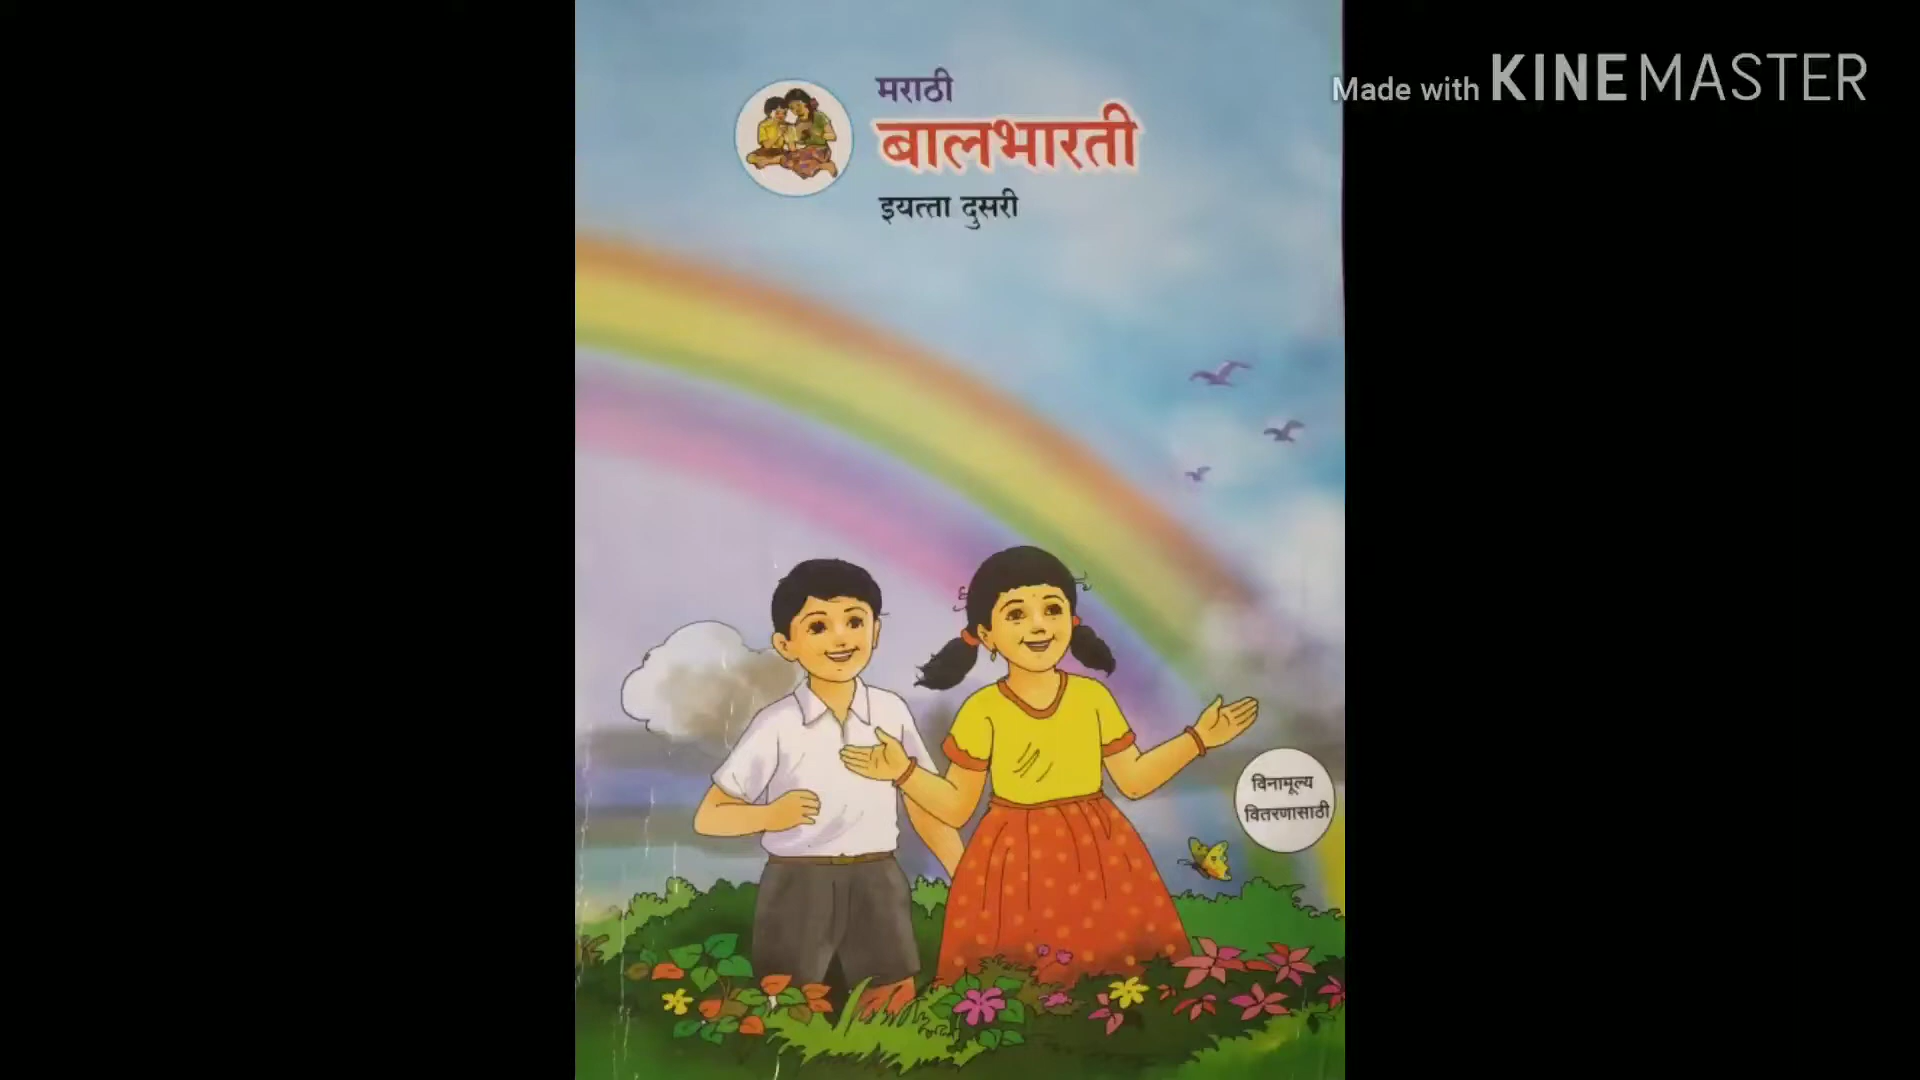 मराठी
बालभारती
इयत्ता दुसरी
Made with KINEMASTER
विनामूल्य
वितरणासाठी